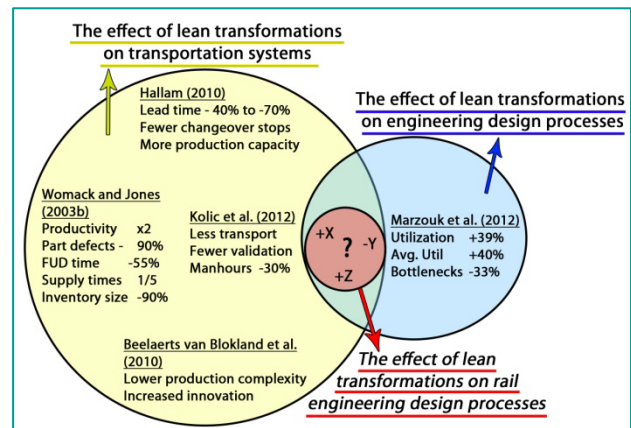 The effect of lean transformations
on transportation systems
Hallam (2010)
Lead time - 40% to -70%
Fewer changeover stops
More production capacity
The effect of lean transformations
on engineering design processes
Womack and Jones
(2003b)
Productivity x2
Part defects - 90%
FUD time -55%
Supply times 1/5
Inventory size -90%
Kolic et al. (2012)
Less transport
Fewer validation
Manhours -30%
+X
?
-Y
+Z
Marzouk et al. (2012)
Utilization +39%
Avg. Util +40%
Bottlenecks -33%
Beelaerts van Blokland et al.
(2010)
Lower production complexity
Increased innovation
The effect of lean
transformations on rail
engineering design processes